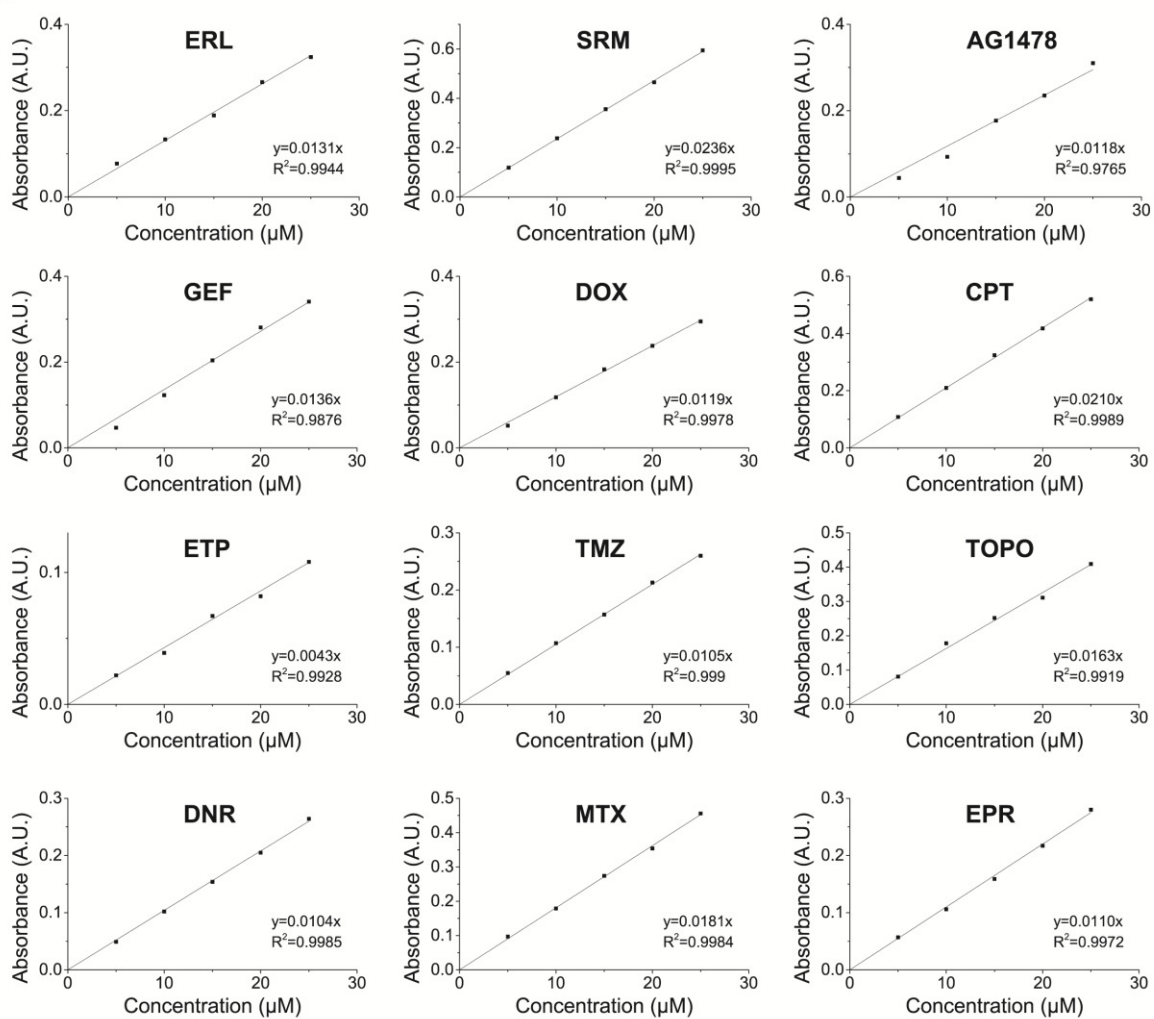 ERL
Absorbance (A.U.)
0.4
0.2
0.0
y=0.0131x
R²=0.9944
0 10 20 30
Concentration (µM)
SRM
Absorbance (A.U.)
0.6
0.4
0.2
0.0
y=0.0236x
R²=0.9995
0 10 20 30
Concentration (µM)
AG1478
Absorbance (A.U.)
0.4
0.2
0.0
y=0.0118x
R²=0.9765
0 10 20 30
Concentration (µM)
GEF
Absorbance (A.U.)
0.4
0.2
0.0
y=0.0136x
R²=0.9876
0 10 20 30
Concentration (µM)
DOX
Absorbance (A.U.)
0.4
0.2
0.0
y=0.0119x
R²=0.9978
0 10 20 30
Concentration (µM)
CPT
Absorbance (A.U.)
0.6
0.4
0.2
0.0
y=0.0210x
R²=0.9989
0 10 20 30
Concentration (µM)
ETP
Absorbance (A.U.)
0.1
0.0
y=0.0043x
R²=0.9928
0 10 20 30
Concentration (µM)
TMZ
Absorbance (A.U.)
0.3
0.2
0.1
0.0
y=0.0105x
R²=0.999
0 10 20 30
Concentration (µM)
TOPO
Absorbance (A.U.)
0.5
0.4
0.3
0.2
0.1
0.0
y=0.0163x
R²=0.9919
0 10 20 30
Concentration (µM)
DNR
Absorbance (A.U.)
0.3
0.2
0.1
0.0
y=0.0104x
R²=0.9985
0 10 20 30
Concentration (µM)
MTX
Absorbance (A.U.)
0.5
0.4
0.3
0.2
0.1
0.0
y=0.0181x
R²=0.9984
0 10 20 30
Concentration (µM)
EPR
Absorbance (A.U.)
0.3
0.2
0.1
0.0
y=0.0110x
R²=0.9972
0 10 20 30
Concentration (µM)